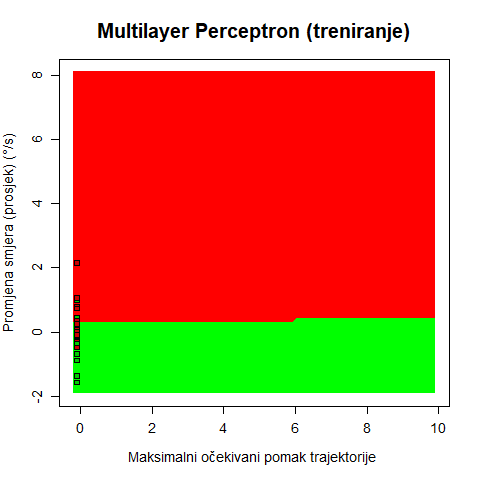 Multilayer Perceptron (treniranje)
Promjena smjera (prosjek) (°/s)
8
6
4
2
0
-2
0 2 4 6 8 10
Maksimalni očekivani pomak trajektorije